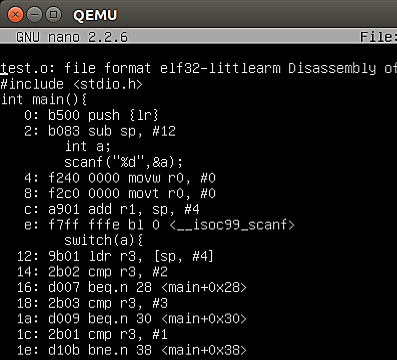 QEMU
GNU nano 2.2.6 File:
test.o: file format elf32-littlearm Disassembly of
#include <stdio.h>
int main(){
0: b500 push {lr}
2: b083 sub sp, #12
int a;
scanf("%d",&a);
4: f240 0000 movw r0, #0
8: f2c0 0000 movt r0, #0
c: a901 add r1, sp, #4
e: f7ff fffe bl 0 <__isoc99_scanf>
switch(a){
12: 9b01 ldr r3, [sp, #4]
14: 2b02 cmp r3, #2
16: d007 beq.n 28 <main+0x28>
18: 2b03 cmp r3, #3
1a: d009 beq.n 30 <main+0x30>
1c: 2b01 cmp r3, #1
1e: d10b bne.n 38 <main+0x38>